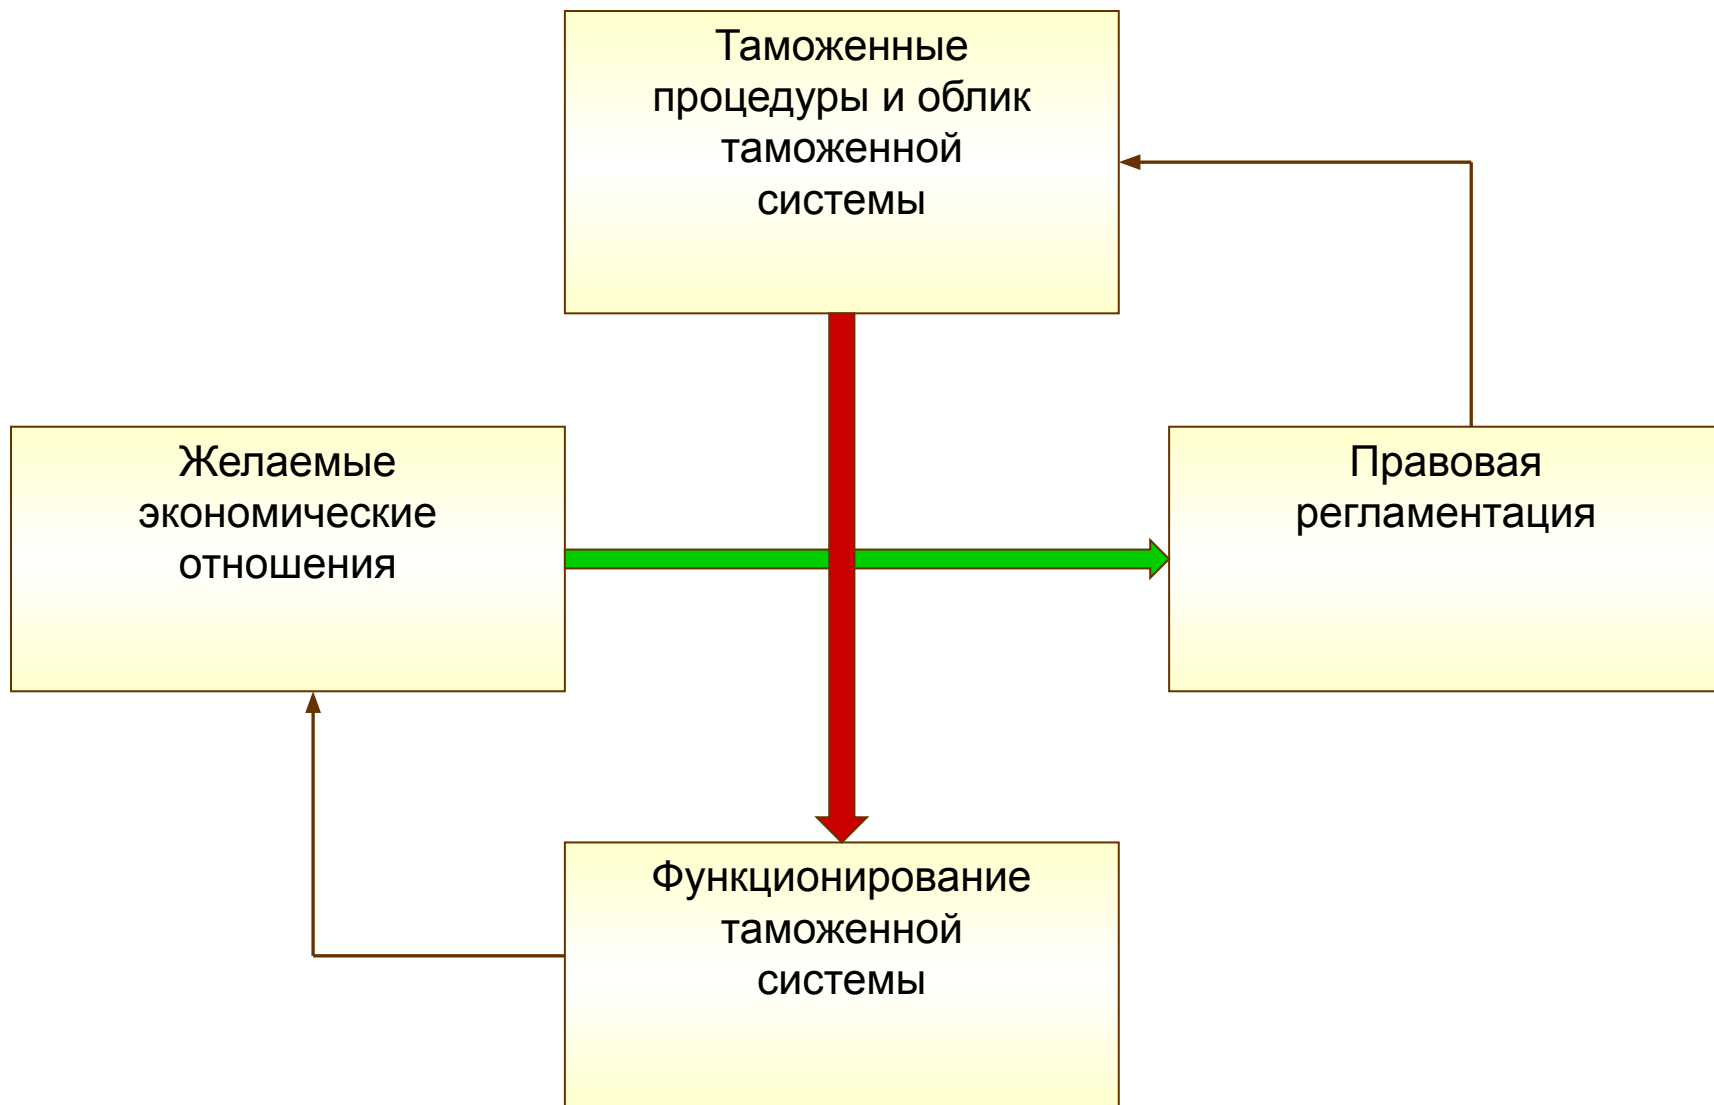 Таможенные
процедуры и облик
таможенной
системы
Желаемые
экономические
отношения
Правовая
регламентация
Функционирование
таможенной
системы